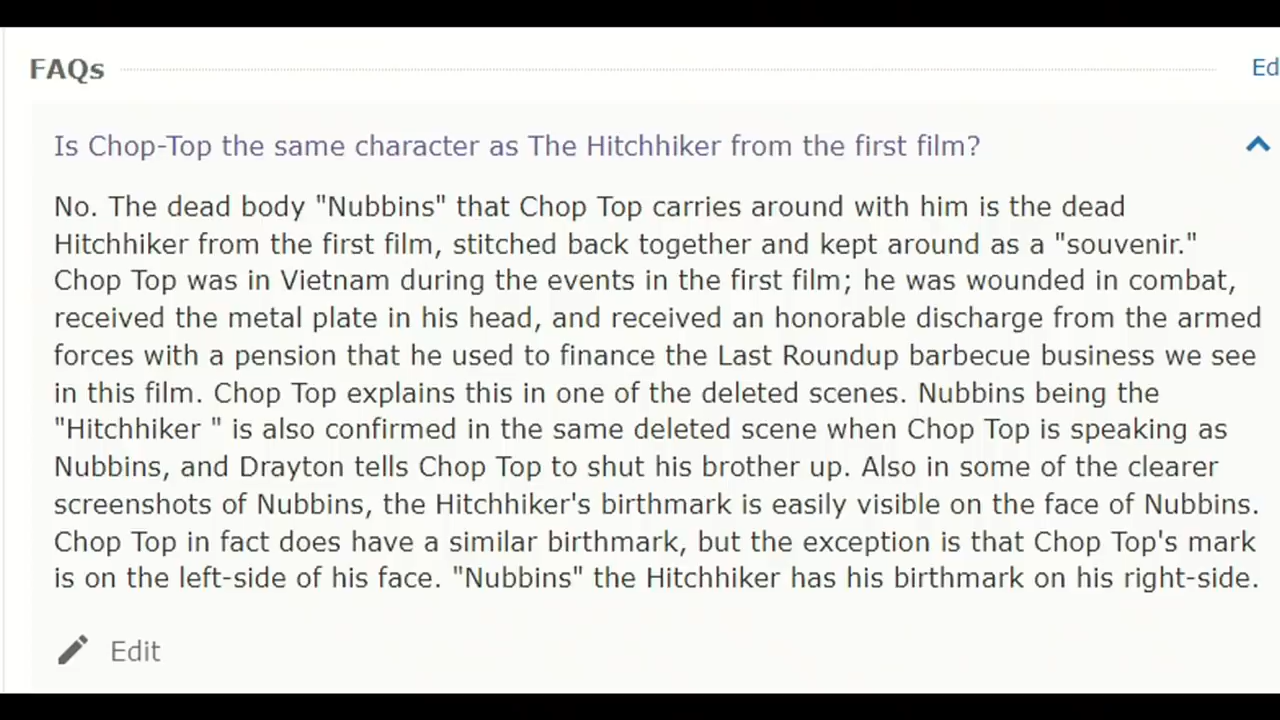 FAQs
Ed
Is Chop-Top the same character as The Hitchhiker from the first film?
No. The dead body "Nubbins" that Chop Top carries around with him is the dead
Hitchhiker from the first film, stitched back together and kept around as a "souvenir."
Chop Top was in Vietnam during the events in the first film; he was wounded in combat,
received the metal plate in his head, and received an honorable discharge from the armed
forces with a pension that he used to finance the Last Roundup barbecue business we see
in this film. Chop Top explains this in one of the deleted scenes. Nubbins being the
"Hitchhiker " is also confirmed in the same deleted scene when Chop Top is speaking as
Nubbins, and Drayton tells Chop Top to shut his brother up. Also in some of the clearer
screenshots of Nubbins, the Hitchhiker's birthmark is easily visible on the face of Nubbins.
Chop Top in fact does have a similar birthmark, but the exception is that Chop Top's mark
is on the left-side of his face. "Nubbins" the Hitchhiker has his birthmark on his right-side.
Edit